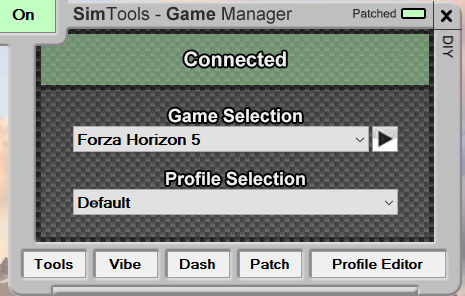 On
SimTools - Game Manager
Patched
DIY
Connected
Game Selection
Forza Horizon 5
Profile Selection
Default
Tools
Vibe
Dash
Patch
Profile Editor